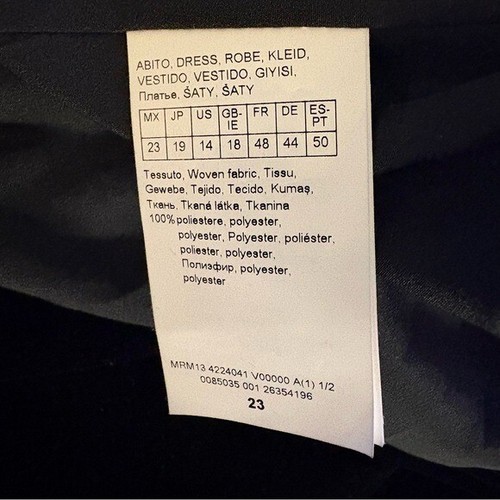 ABITO, DRESS, ROBE, KLEID,
VESTIDO, VESTIDO, GIYISI,
Платье, ŠATY, ŠATY
MX JP US GB-IE FR DE ES-PT
23 19 14 18 48 44 50
Tessuto, Woven fabric, Tissu,
Gewebe, Tejido, Tecido, Kumaş,
Ткань, Tkaná látka, Tkanina
100% poliestere, polyester,
polyester, Polyester, poliéster,
poliester, polyester,
Полиэфир, polyester,
polyester
MRM13 4224041 V00000 A(1) 1/2
0085035 001 26354196
23